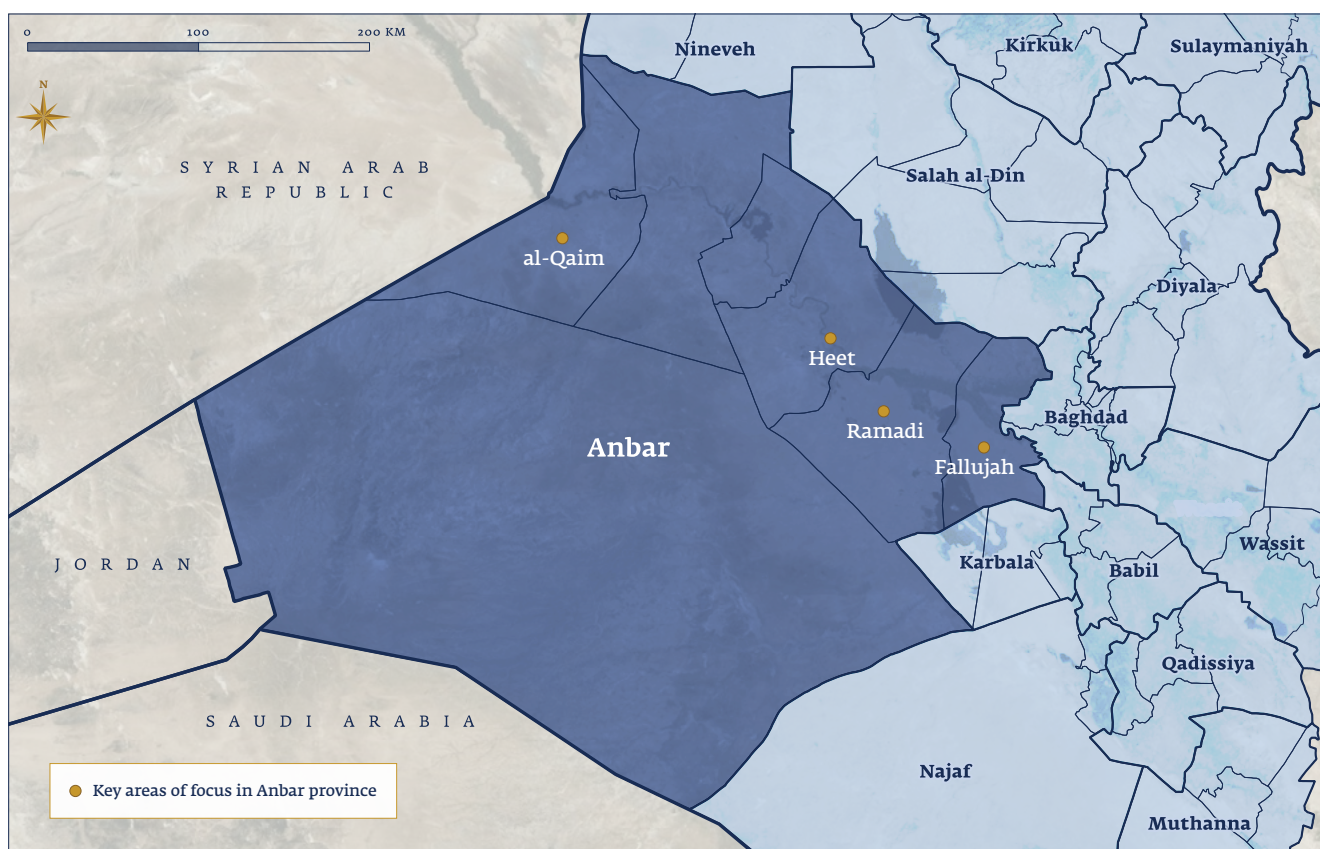 0 100 200 KM
N
Nineveh
Kirkuk
Sulaymaniyah
SYRIAN ARAB
REPUBLIC
Salah al-Din
al-Qaim
Diyala
Heet
Baghdad
Ramadi
Anbar
Fallujah
JORDAN
Karbala
Wassit
Babil
Qadissiya
SAUDI ARABIA
Najaf
Key areas of focus in Anbar province
Muthanna